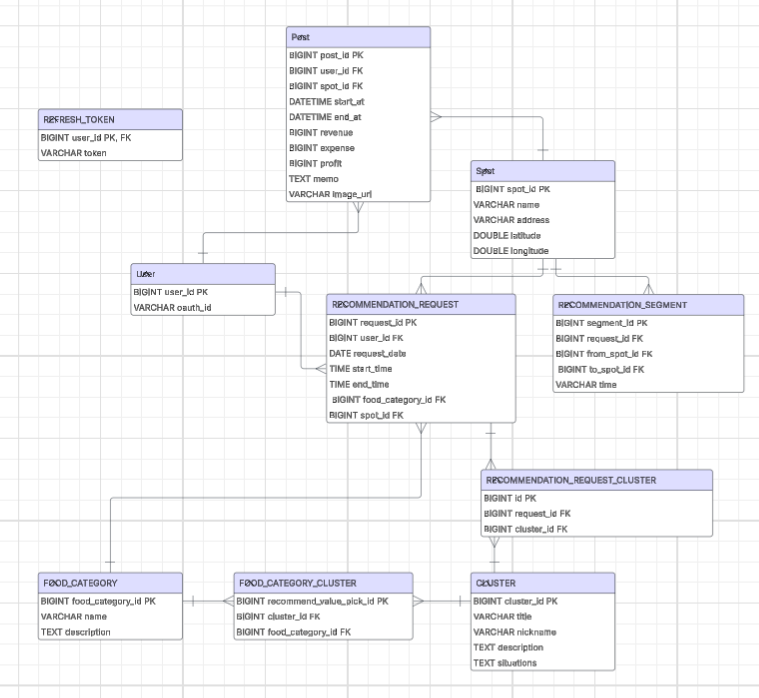 Post
BIGINT post_id PK
BIGINT user_id FK
BIGINT spot_id FK
DATETIME start_at
DATETIME end_at
BIGINT revenue
BIGINT expense
BIGINT profit
TEXT memo
VARCHAR image_url
REFRESH_TOKEN
BIGINT user_id PK, FK
VARCHAR token
Spot
BIGINT spot_id PK
VARCHAR name
VARCHAR address
DOUBLE latitude
DOUBLE longitude
User
BIGINT user_id PK
VARCHAR oauth_id
RECOMMENDATION_REQUEST
BIGINT request_id PK
BIGINT user_id FK
DATE request_date
TIME start_time
TIME end_time
BIGINT food_category_id FK
BIGINT spot_id FK
RECOMMENDATION_SEGMENT
BIGINT segment_id PK
BIGINT request_id FK
BIGINT from_spot_id FK
BIGINT to_spot_id FK
VARCHAR time
RECOMMENDATION_REQUEST_CLUSTER
BIGINT id PK
BIGINT request_id FK
BIGINT cluster_id FK
FOOD_CATEGORY
BIGINT food_category_id PK
VARCHAR name
TEXT description
FOOD_CATEGORY_CLUSTER
BIGINT recommend_value_pick_id PK
BIGINT cluster_id FK
BIGINT food_category_id FK
CLUSTER
BIGINT cluster_id PK
VARCHAR title
VARCHAR nickname
TEXT description
TEXT situations